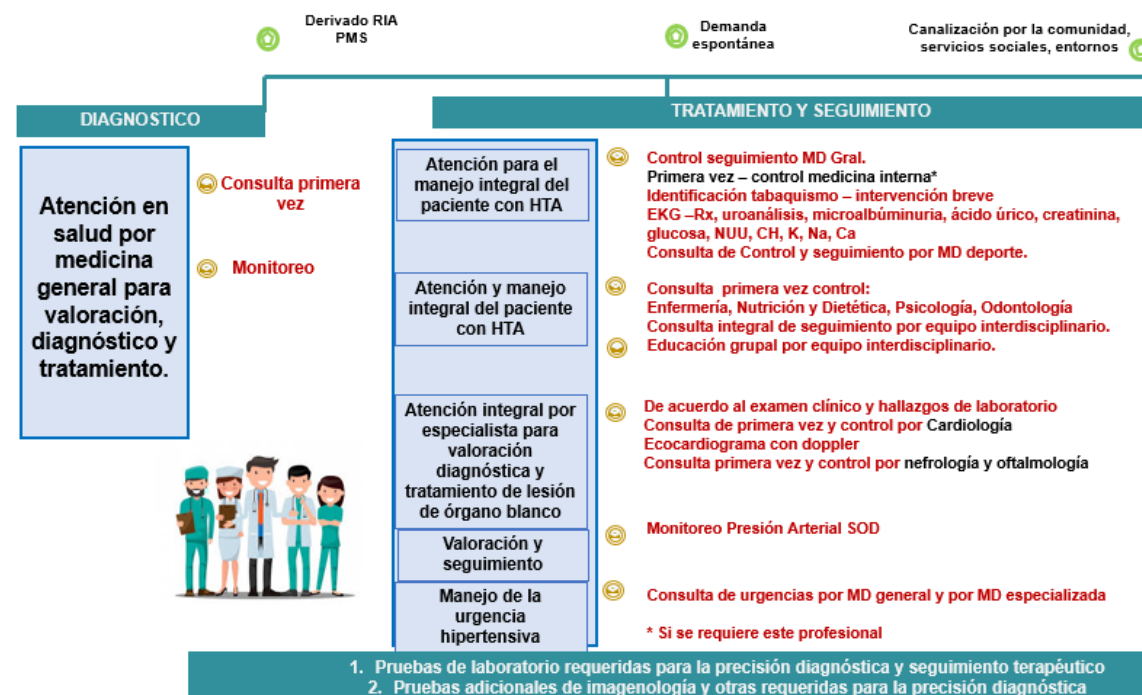 Derivado RIA
PMS
Demanda
espontánea
Canalización por la comunidad,
servicios sociales, entornos
DIAGNOSTICO
Atención en
salud por
medicina
general para
valoración,
diagnóstico y
tratamiento.
Consulta primera
vez
Monitoreo
TRATAMIENTO Y SEGUIMIENTO
Atención para el
manejo integral del
paciente con HTA
Control seguimiento MD Gral.
Primera vez – control medicina interna*
Identificación tabaquismo – intervención breve
EKG –Rx, uroanálisis, microalbúminuria, ácido úrico, creatinina,
glucosa, NUU, CH, K, Na, Ca
Consulta de Control y seguimiento por MD deporte.
Atención y manejo
integral del paciente
con HTA
Consulta primera vez control:
Enfermería, Nutrición y Dietética, Psicología, Odontología
Consulta integral de seguimiento por equipo interdisciplinario.
Educación grupal por equipo interdisciplinario.
Atención integral por
especialista para
valoración
diagnóstica y
tratamiento de lesión
de órgano blanco
De acuerdo al examen clínico y hallazgos de laboratorio
Consulta de primera vez y control por Cardiología
Ecocardiograma con doppler
Consulta primera vez y control por nefrología y oftalmología
Valoración y
seguimiento
Monitoreo Presión Arterial SOD
Manejo de la
urgencia
hipertensiva
Consulta de urgencias por MD general y por MD especializada
* Si se requiere este profesional
1. Pruebas de laboratorio requeridas para la precisión diagnóstica y seguimiento terapéutico
2. Pruebas adicionales de imagenología y otras requeridas para la precisión diagnóstica